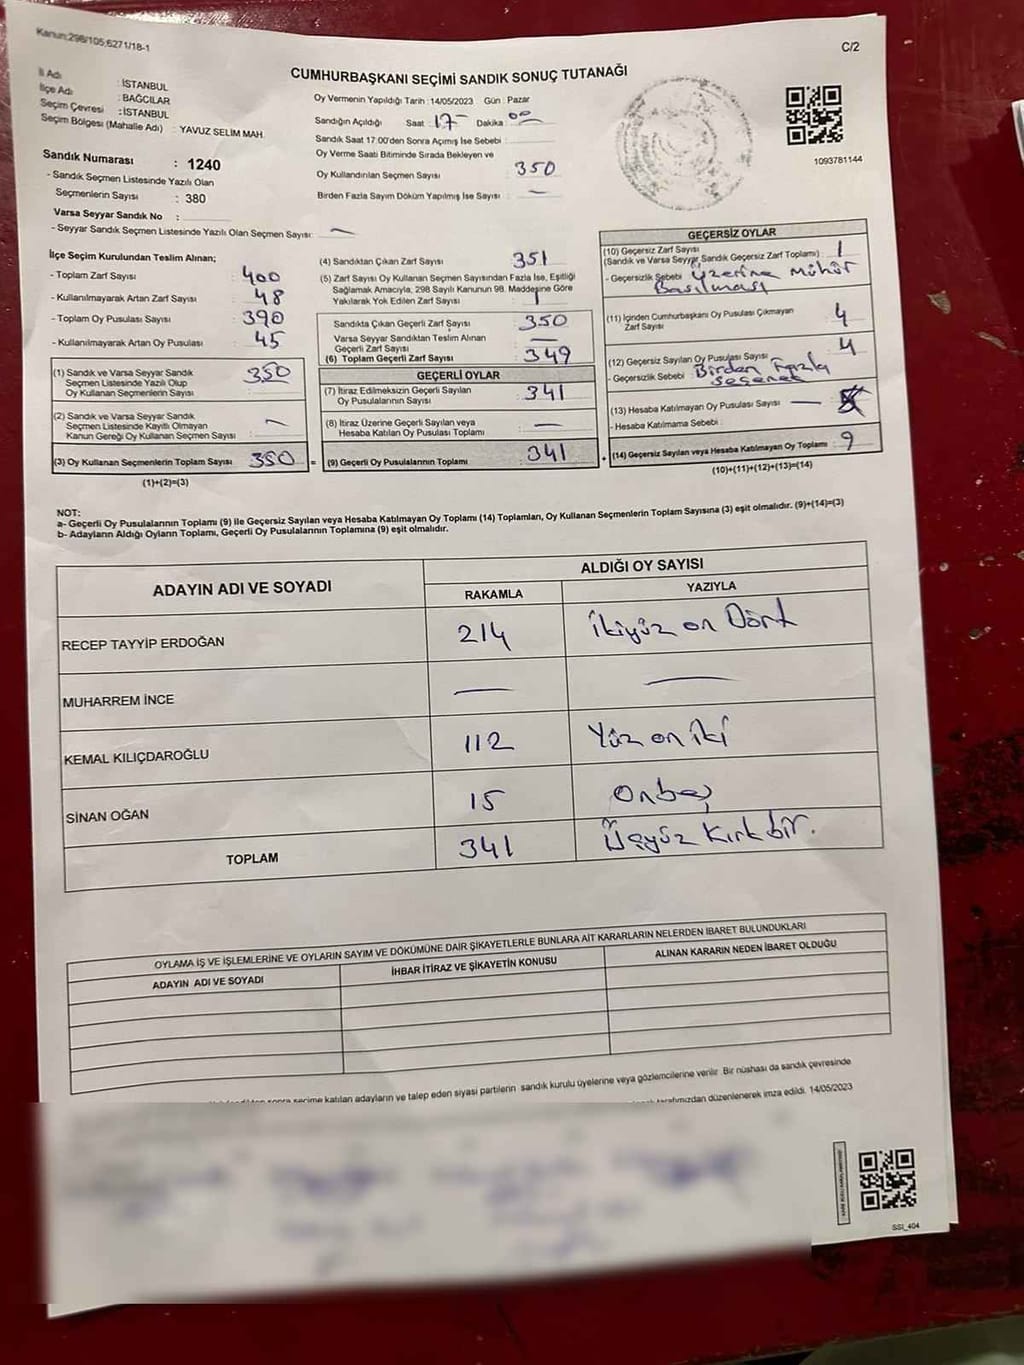 Kanun;298/105;6271/18-1
C/2
CUMHURBAŞKANI SEÇİMİ SANDIK SONUÇ TUTANAĞI
İl Adı : İSTANBUL
İlçe Adı : BAĞCILAR
Seçim Çevresi : İSTANBUL
Seçim Bölgesi (Mahalle Adı) : YAVUZ SELİM MAH.
Sandık Numarası : 1240
- Sandık Seçmen Listesinde Yazılı Olan
Seçmenlerin Sayısı : 380
Varsa Seyyar Sandık No :
- Seyyar Sandık Seçmen Listesinde Yazılı Olan Seçmen Sayısı: —
Oy Vermenin Yapıldığı Tarih :14/05/2023 Gün : Pazar
Sandığın Açıldığı Saat : 17 Dakika : 00
Sandık Saat 17:00'den Sonra Açmış İse Sebebi :
Oy Verme Saati Bitiminde Sırada Bekleyen ve
Oy Kullandırılan Seçmen Sayısı : 350
Birden Fazla Sayım Döküm Yapılmış İse Sayısı : —
1093781144
İlçe Seçim Kurulundan Teslim Alınan;
- Toplam Zarf Sayısı : 400
- Kullanılmayarak Artan Zarf Sayısı : 48
- Toplam Oy Pusulası Sayısı : 390
- Kullanılmayarak Artan Oy Pusulası : 45
(1) Sandık ve Varsa Seyyar Sandık
Seçmen Listesinde Yazılı Olup
Oy Kullanan Seçmenlerin Sayısı : 350
(2) Sandık ve Varsa Seyyar Sandık
Seçmen Listesinde Kayıtlı Olmayan
Kanun Gereği Oy Kullanan Seçmen Sayısı : —
(3) Oy Kullanan Seçmenlerin Toplam Sayısı : 350
(1)+(2)=(3)
(4) Sandıktan Çıkan Zarf Sayısı : 351
(5) Zarf Sayısı Oy Kullanan Seçmen Sayısından Fazla İse, Eşitliği
Sağlamak Amacıyla, 298 Sayılı Kanunun 98. Maddesine Göre
Yakılarak Yok Edilen Zarf Sayısı : 1
Sandıkta Çıkan Geçerli Zarf Sayısı : 350
Varsa Seyyar Sandıktan Teslim Alınan
Geçerli Zarf Sayısı : —
(6) Toplam Geçerli Zarf Sayısı : 349
GEÇERLİ OYLAR
(7) İtiraz Edilmeksizin Geçerli Sayılan
Oy Pusulalarının Sayısı : 341
(8) İtiraz Üzerine Geçerli Sayılan veya
Hesaba Katılan Oy Pusulası Toplamı : —
= (9) Geçerli Oy Pusulalarının Toplamı : 341
GEÇERSİZ OYLAR
(10) Geçersiz Zarf Sayısı
(Sandık ve Varsa Seyyar Sandık Geçersiz Zarf Toplamı) : 1
- Geçersizlik Sebebi : Üzerine Mühür
Basılması
(11) İçinden Cumhurbaşkanı Oy Pusulası Çıkmayan
Zarf Sayısı : 4
(12) Geçersiz Sayılan Oy Pusulası Sayısı : 4
- Geçersizlik Sebebi : Birden Fazla
(13) Hesaba Katılmayan Oy Pusulası Sayısı : —
- Hesaba Katılmama Sebebi :
+ (14) Geçersiz Sayılan veya Hesaba Katılmayan Oy Toplamı : 9
(10)+(11)+(12)+(13)=(14)
NOT:
a- Geçerli Oy Pusulalarının Toplamı (9) ile Geçersiz Sayılan veya Hesaba Katılmayan Oy Toplamı (14) Toplamları, Oy Kullanan Seçmenlerin Toplam Sayısına (3) eşit olmalıdır. (9)+(14)=(3)
b- Adayların Aldığı Oyların Toplamı, Geçerli Oy Pusulalarının Toplamına (9) eşit olmalıdır.
ADAYIN ADI VE SOYADI
ALDIĞI OY SAYISI
RAKAMLA YAZIYLA
RECEP TAYYİP ERDOĞAN 214 İkiyüz on Dört
MUHARREM İNCE — —
KEMAL KILIÇDAROĞLU 112 Yüz on iki
SİNAN OĞAN 15 Onbeş
TOPLAM 341 Üçyüz Kırkbir.
OYLAMA İŞ VE İŞLEMLERİNE VE OYLARIN SAYIM VE DÖKÜMÜNE DAİR ŞİKAYETLERLE BUNLARA AİT KARARLARIN NELERDEN İBARET BULUNDUKLARI
ADAYIN ADI VE SOYADI İHBAR İTİRAZ VE ŞİKAYETİN KONUSU ALINAN KARARIN NEDEN İBARET OLDUĞU
sonra seçime katılan adayların ve talep eden siyasi partilerin sandık kurulu üyelerine veya gözlemcilerine verilir. Bir nüshası da sandık çevresinde
tarafımızdan düzenlenerek imza edildi. 14/05/2023
SSI_404